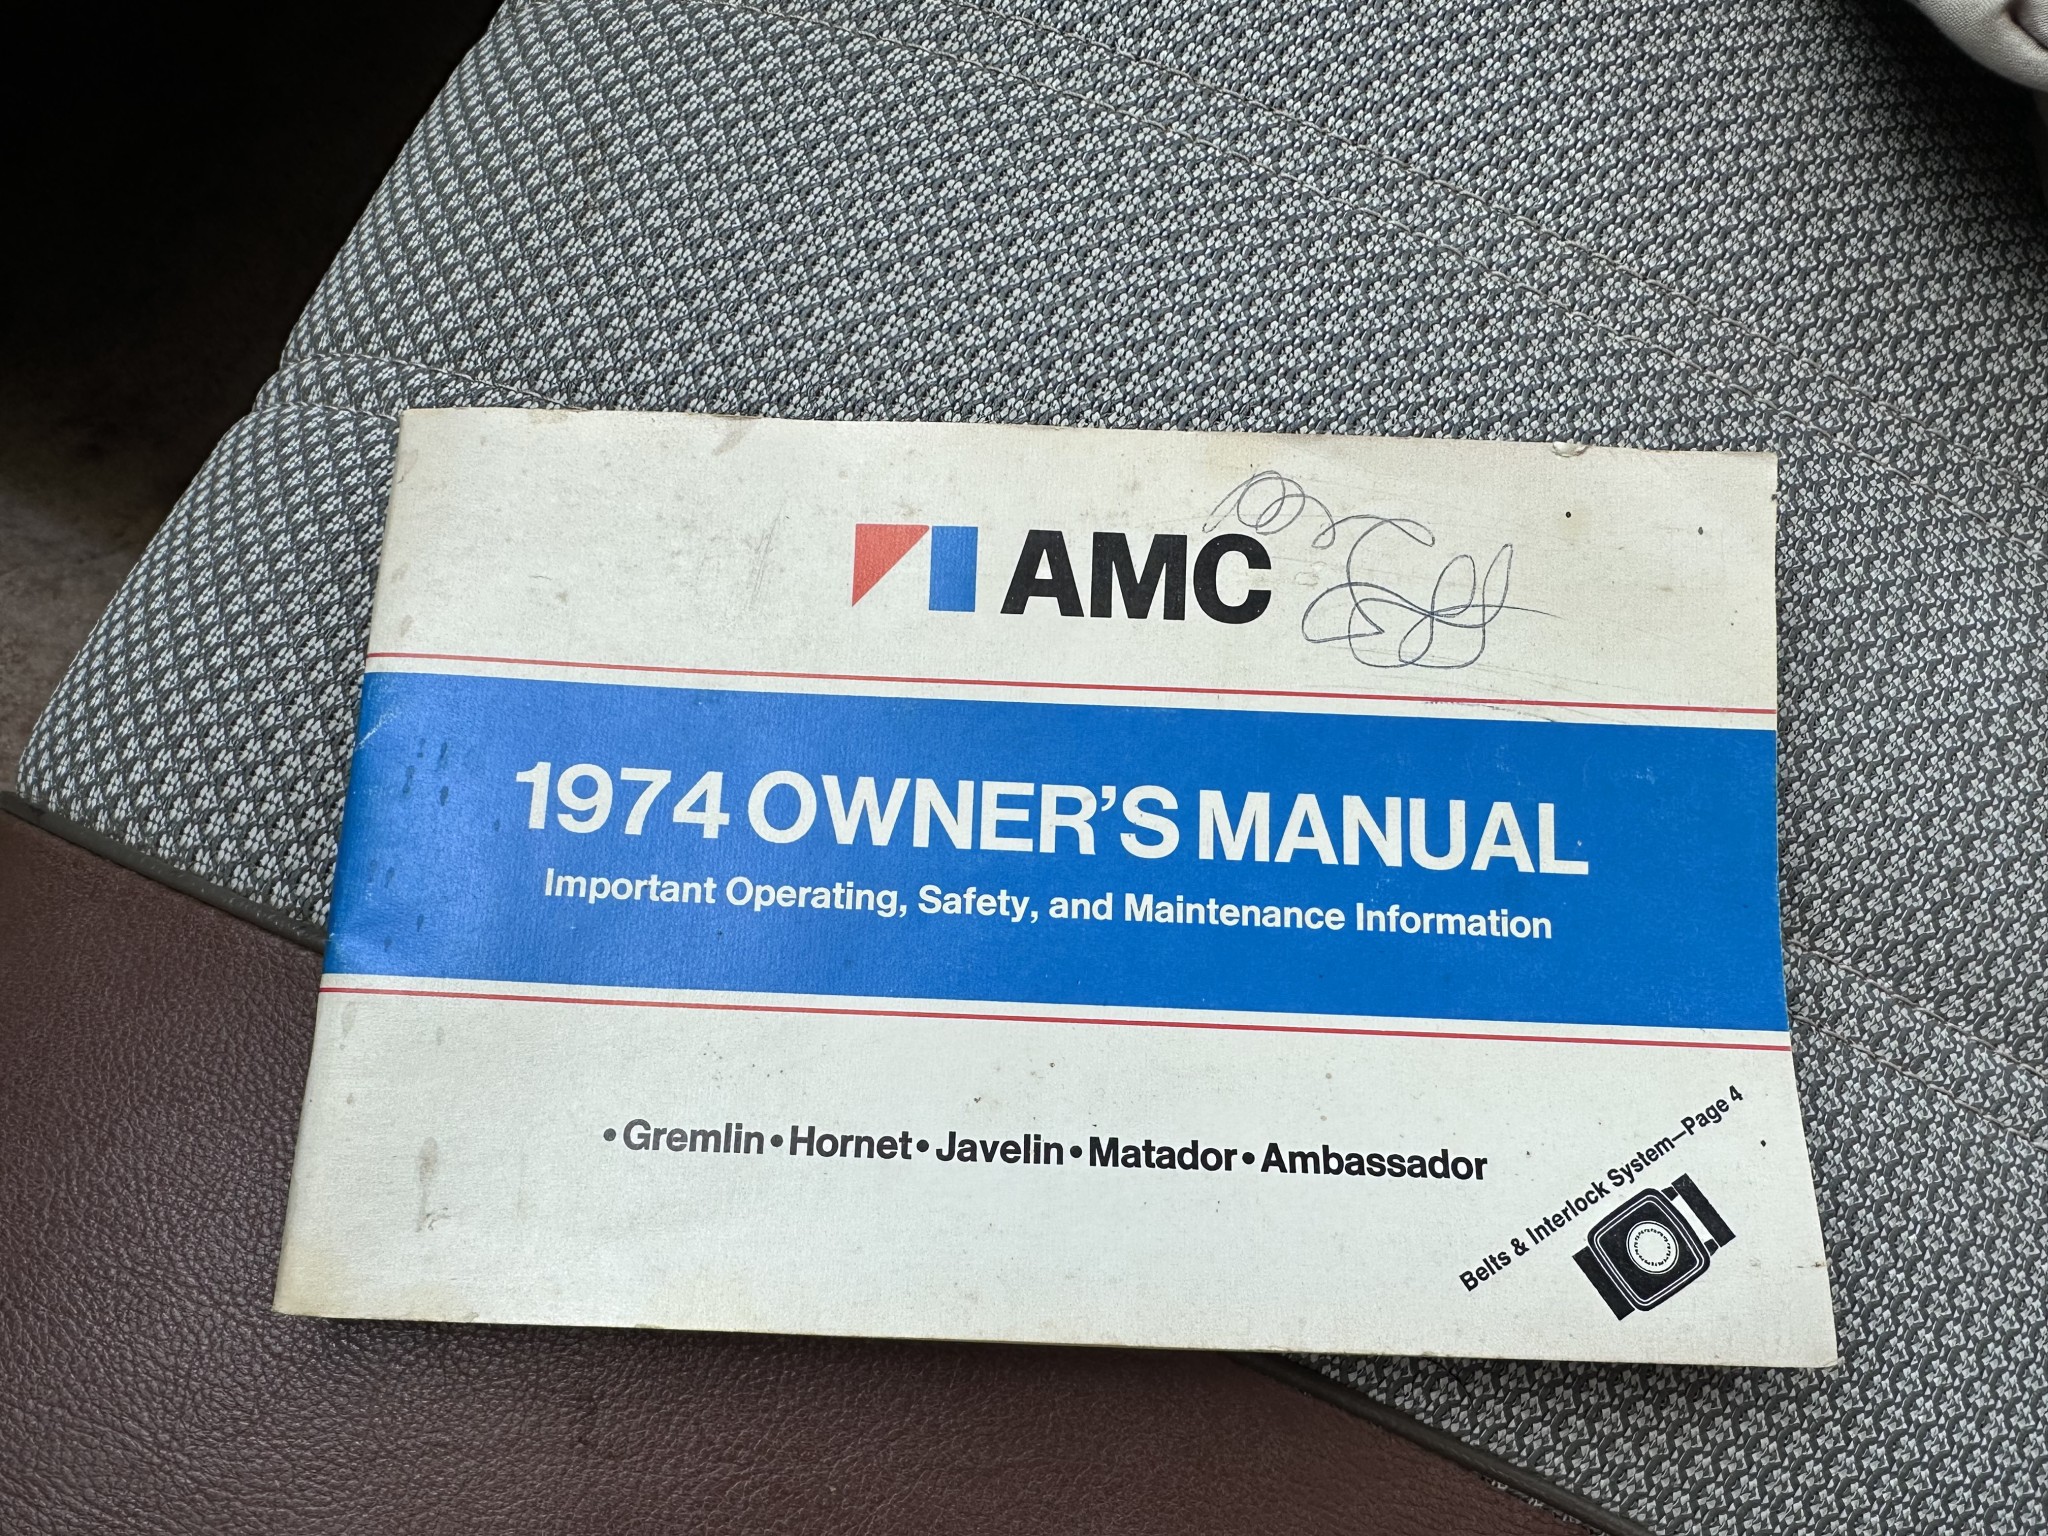 AMC
1974 OWNER'S MANUAL
Important Operating, Safety, and Maintenance Information
•Gremlin•Hornet•Javelin•Matador•Ambassador
Belts & Interlock System—Page 4